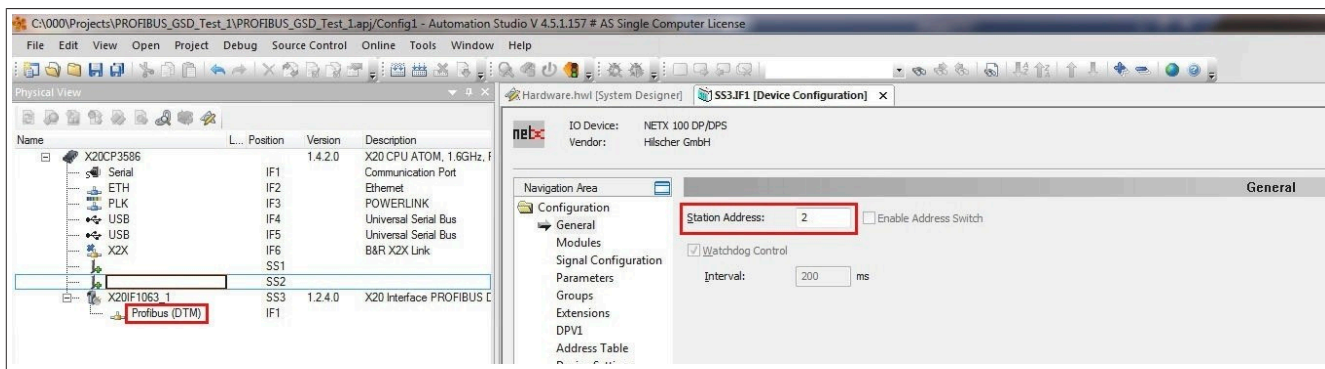 C:\000\Projects\PROFIBUS_GSD_Test_1\PROFIBUS_GSD_Test_1.apj/Config1 - Automation Studio V 4.5.1.157 # AS Single Computer License
File Edit View Open Project Debug Source Control Online Tools Window Help
Physical View
Hardware.hwl [System Designer] SS3.IF1 [Device Configuration] X
Name L... Position Version Description
X20CP3586 1.4.2.0 X20 CPU ATOM, 1.6GHz, F
Serial IF1 Communication Port
ETH IF2 Ethernet
PLK IF3 POWERLINK
USB IF4 Universal Serial Bus
USB IF5 Universal Serial Bus
X2X IF6 B&R X2X Link
SS1
SS2
X20IF1063_1 SS3 1.2.4.0 X20 Interface PROFIBUS D
Profibus (DTM) IF1
netx
IO Device: NETX 100 DP/DPS
Vendor: Hilscher GmbH
Navigation Area
Configuration
General
Modules
Signal Configuration
Parameters
Groups
Extensions
DPV1
Address Table
General
Station Address: 2 Enable Address Switch
Watchdog Control
Interval: 200 ms